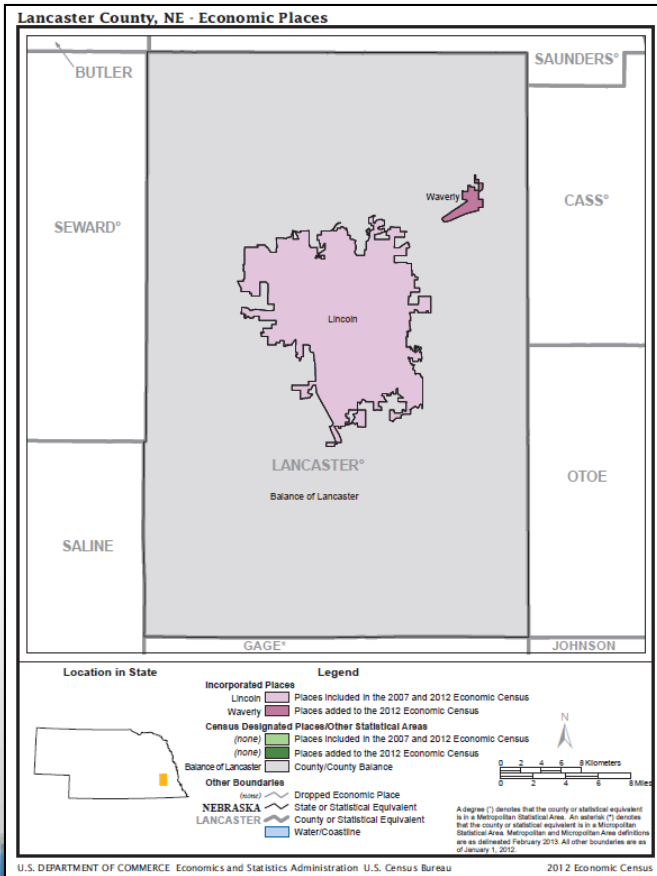 Lancaster County, NE - Economic Places
BUTLER
SAUNDERS°
SEWARD°
Waverly
CASS°
Lincoln
LANCASTER°
Balance of Lancaster
OTOE
SALINE
GAGE*
JOHNSON
Location in State
Legend
Incorporated Places
Lincoln Places included in the 2007 and 2012 Economic Census
Waverly Places added to the 2012 Economic Census
Census Designated Places/Other Statistical Areas
(none) Places included in the 2007 and 2012 Economic Census
(none) Places added to the 2012 Economic Census
Balance of Lancaster County/County Balance
Other Boundaries
(none) Dropped Economic Place
NEBRASKA State or Statistical Equivalent
LANCASTER County or Statistical Equivalent
Water/Coastline
N
0 2 4 6 8 Kilometers
0 2 4 6 8 Miles
A degree (°) denotes that the county or statistical equivalent
is in a Metropolitan Statistical Area. An asterisk (*) denotes
that the county or statistical equivalent is in a Micropolitan
Statistical Area. Metropolitan and Micropolitan Area definitions
are as delineated February 2013. All other boundaries are as
of January 1, 2012.
U.S. DEPARTMENT OF COMMERCE Economics and Statistics Administration U.S. Census Bureau
2012 Economic Census